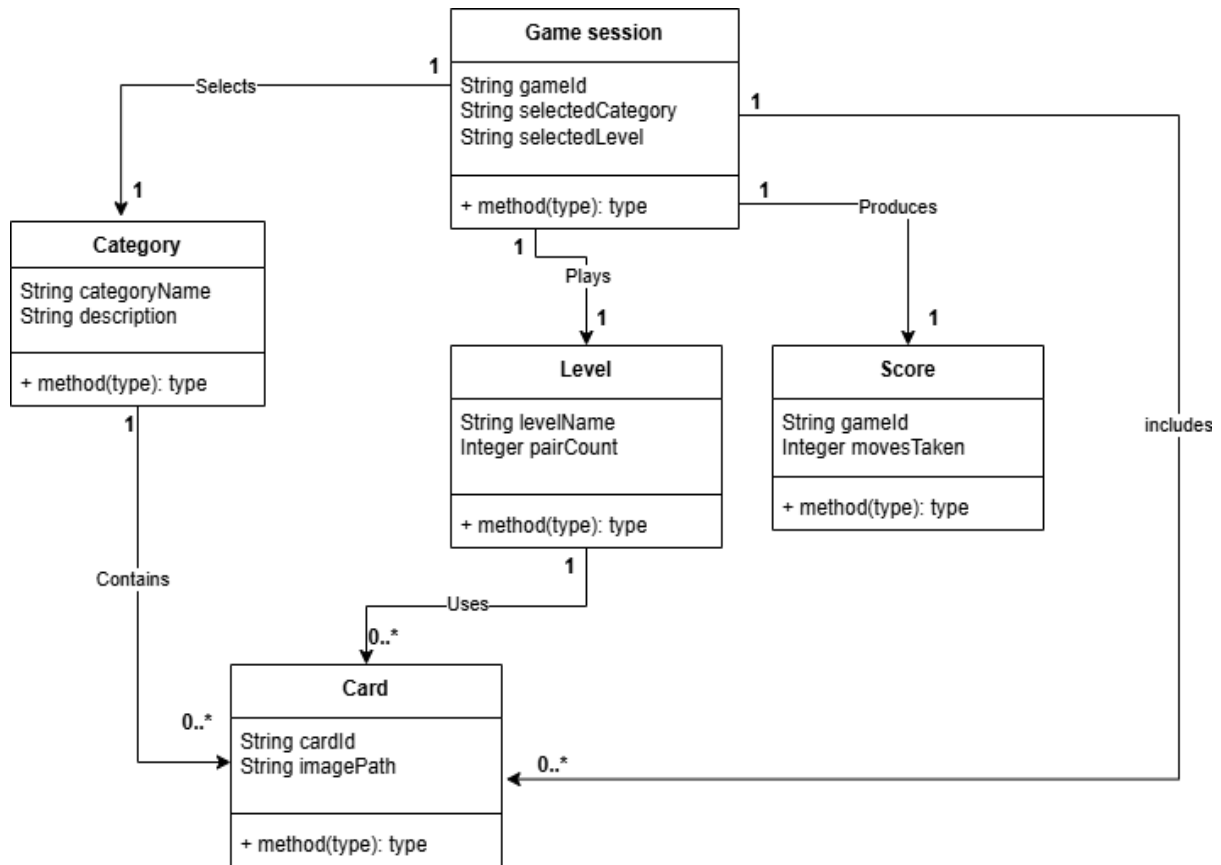 Game session
String gameId
String selectedCategory
String selectedLevel
+ method(type): type
1
Selects
1
1
includes
0..*
1
Produces
1
1
Plays
1
Category
String categoryName
String description
+ method(type): type
1
Contains
0..*
Level
String levelName
Integer pairCount
+ method(type): type
1
Uses
0..*
Score
String gameId
Integer movesTaken
+ method(type): type
Card
String cardId
String imagePath
+ method(type): type